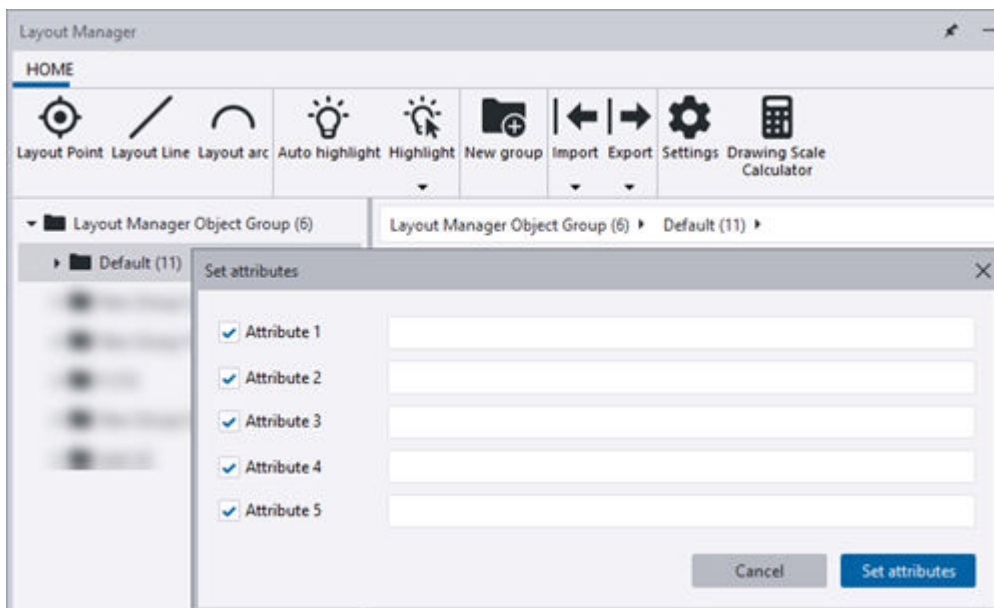 Layout Manager
HOME
Layout Point Layout Line Layout arc Auto highlight Highlight New group Import Export Settings Drawing Scale
Calculator
Layout Manager Object Group (6) Layout Manager Object Group (6) Default (11)
Default (11)
Set attributes
Attribute 1
Attribute 2
Attribute 3
Attribute 4
Attribute 5
Cancel Set attributes